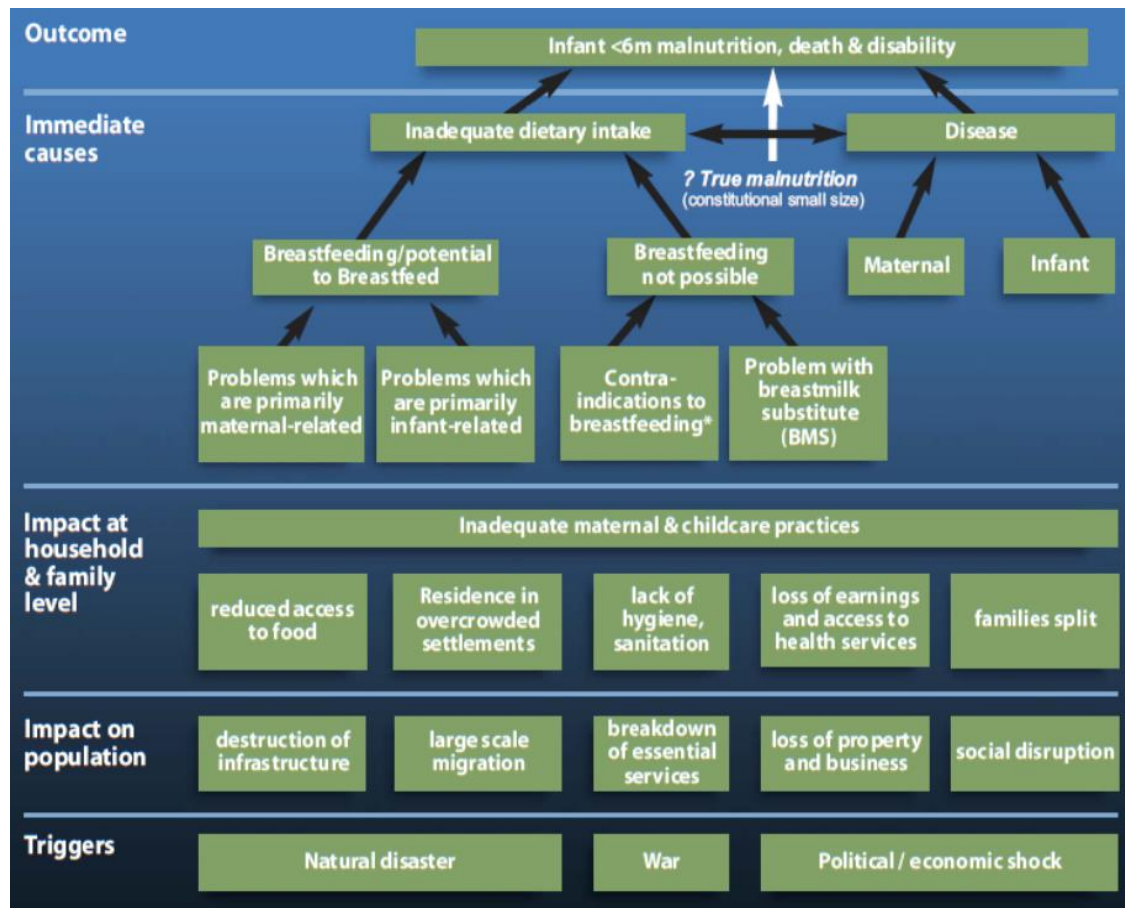 Outcome
Infant <6m malnutrition, death & disability
Immediate
causes
Inadequate dietary intake
Disease
? True malnutrition
(constitutional small size)
Breastfeeding/potential
to Breastfeed
Breastfeeding
not possible
Maternal
Infant
Problems which
are primarily
maternal-related
Problems which
are primarily
infant-related
Contra-
indications to
breastfeeding*
Problem with
breastmilk
substitute
(BMS)
Impact at
household
& family
level
Inadequate maternal & childcare practices
reduced access
to food
Residence in
overcrowded
settlements
lack of
hygiene,
sanitation
loss of earnings
and access to
health services
families split
Impact on
population
destruction of
infrastructure
large scale
migration
breakdown
of essential
services
loss of property
and business
social disruption
Triggers
Natural disaster
War
Political / economic shock